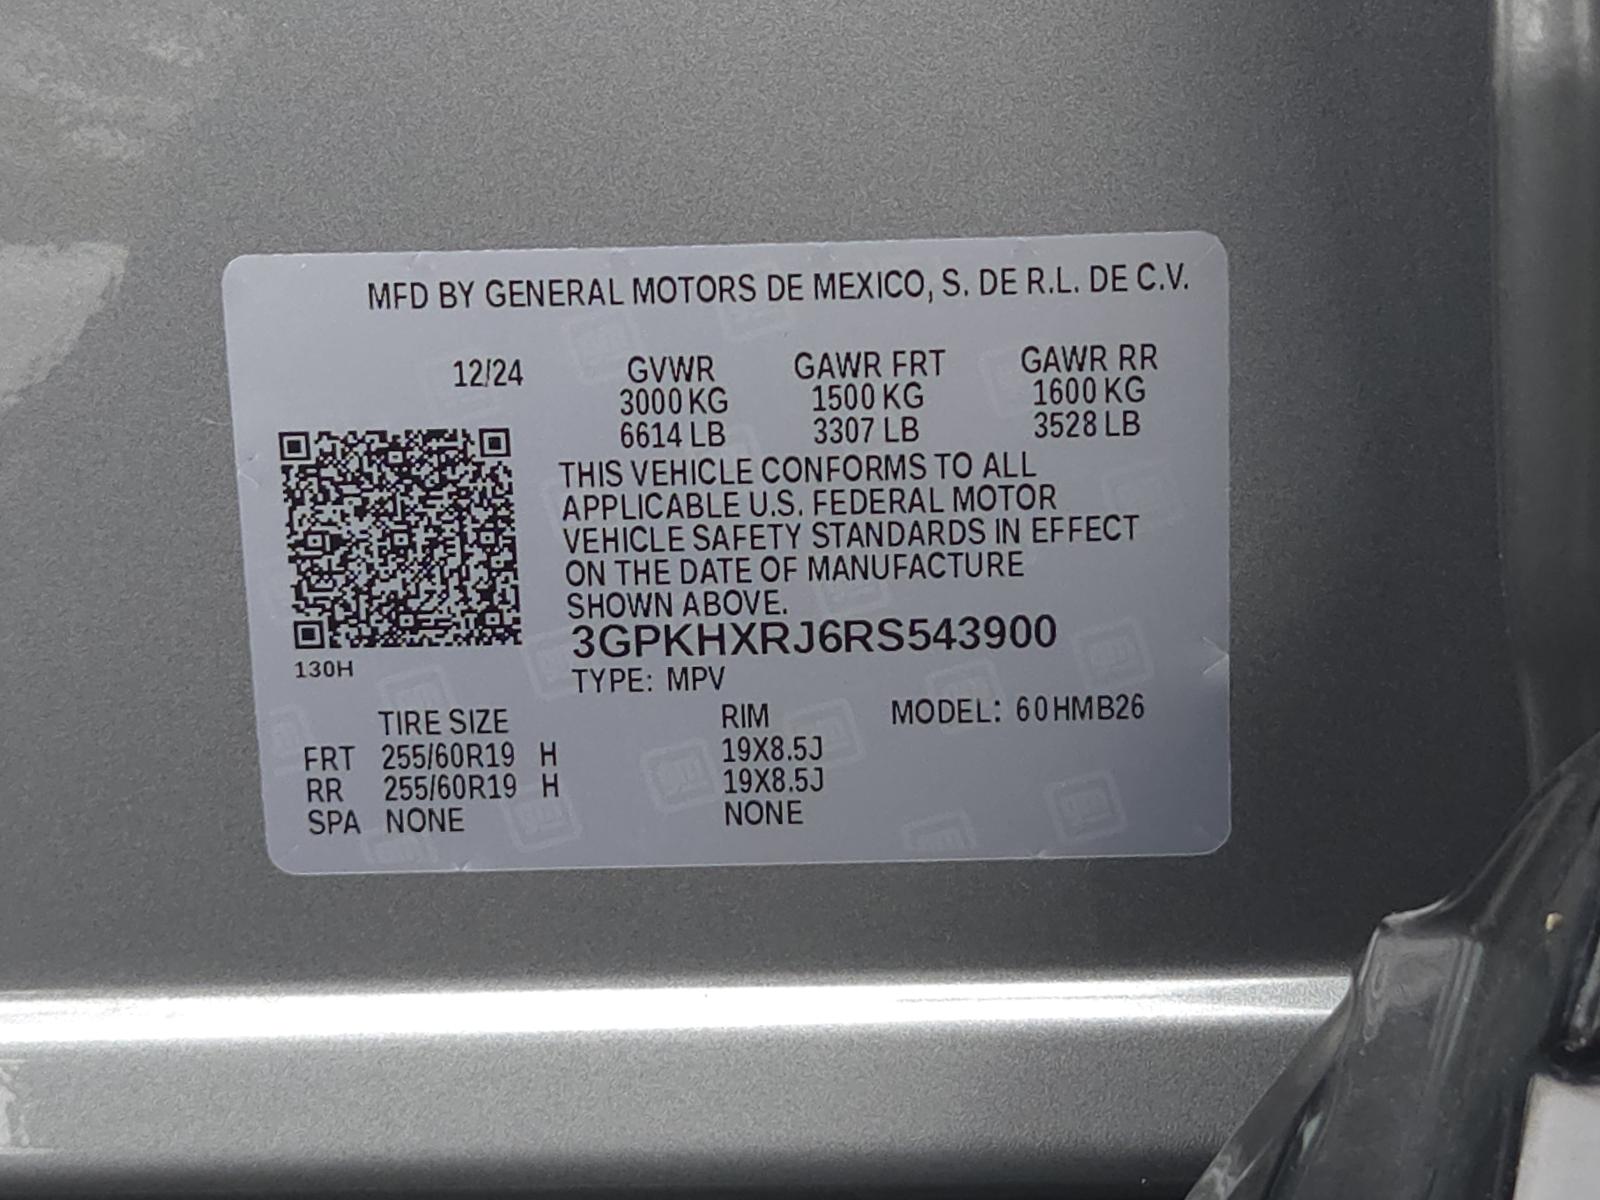 MFD BY GENERAL MOTORS DE MEXICO, S. DE R.L. DE C.V.
12/24 GVWR GAWR FRT GAWR RR
3000 KG 1500 KG 1600 KG
6614 LB 3307 LB 3528 LB
THIS VEHICLE CONFORMS TO ALL
APPLICABLE U.S. FEDERAL MOTOR
VEHICLE SAFETY STANDARDS IN EFFECT
ON THE DATE OF MANUFACTURE
SHOWN ABOVE.
3GPKHXRJ6RS543900
130H
TYPE: MPV
TIRE SIZE RIM MODEL: 60HMB26
FRT 255/60R19 H 19X8.5J
RR 255/60R19 H 19X8.5J
SPA NONE NONE